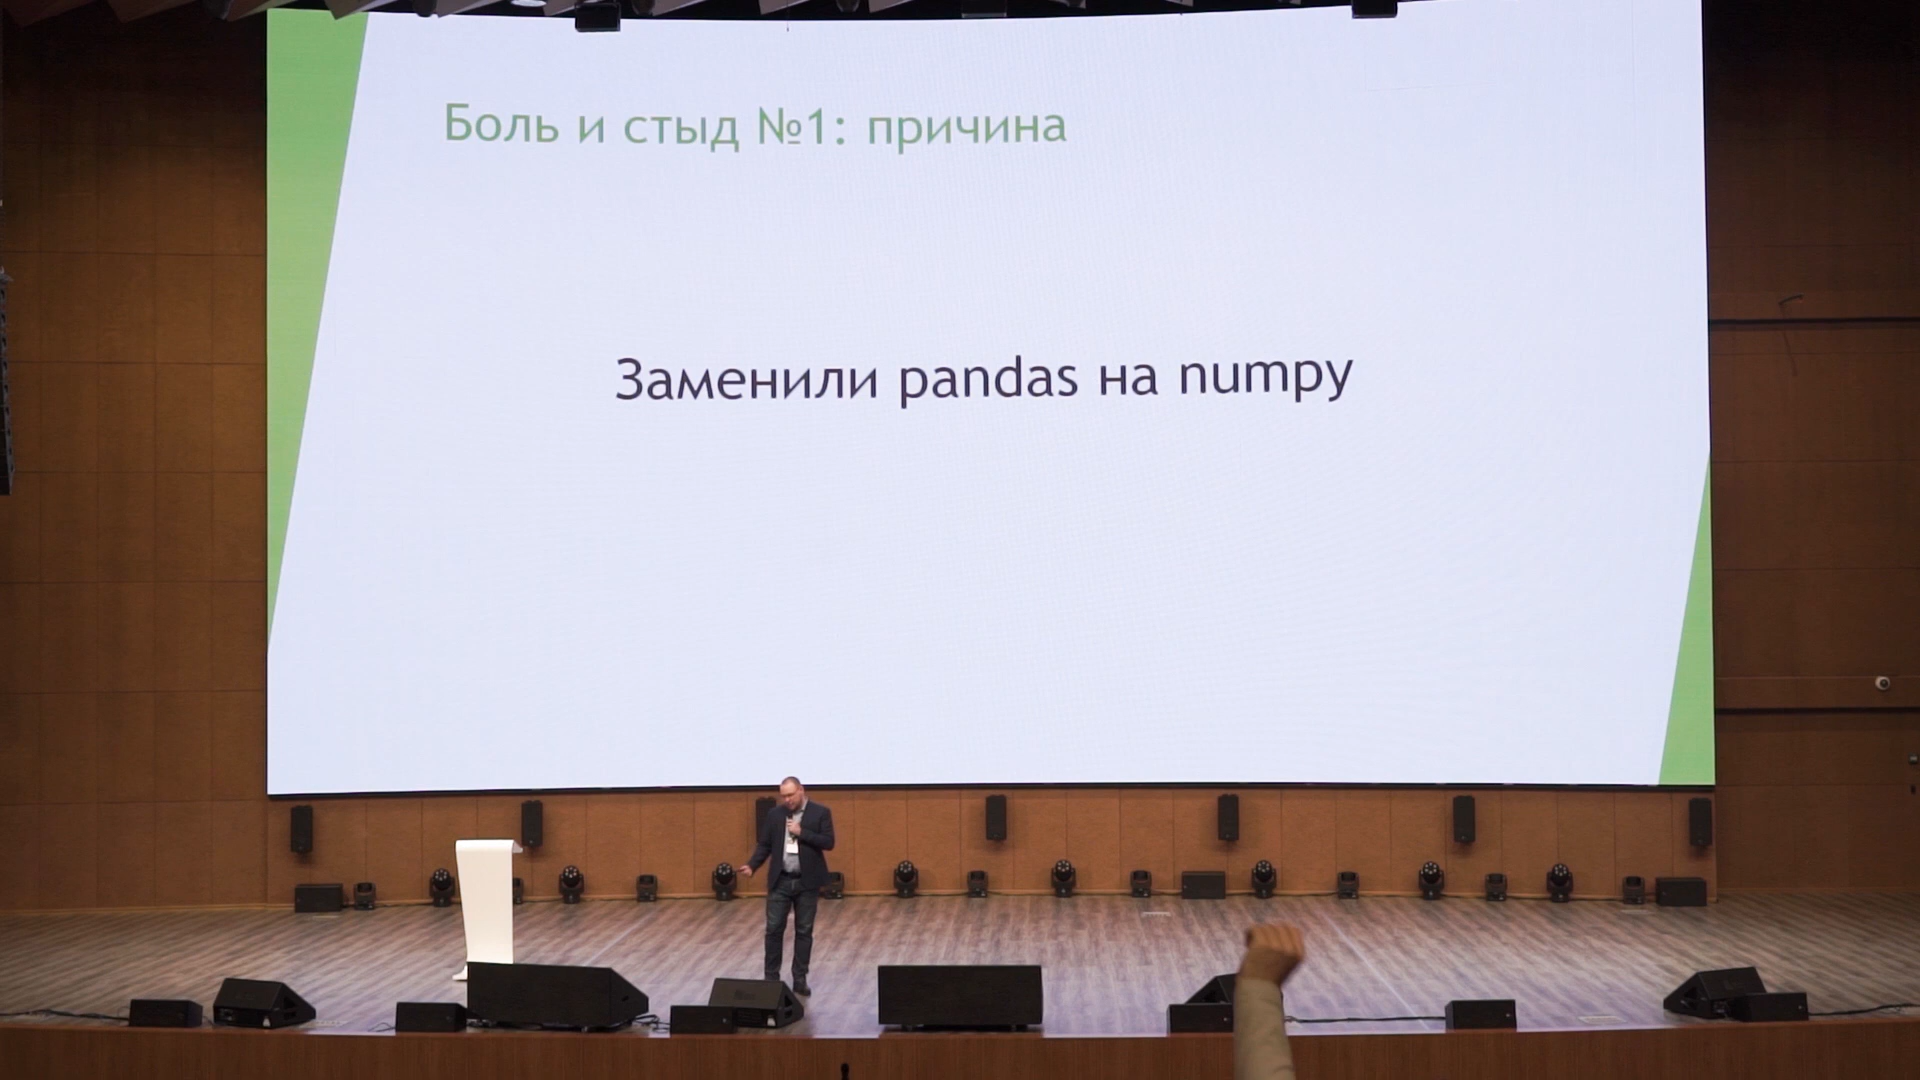 Боль и стыд №1: причина
Заменили pandas на numpy